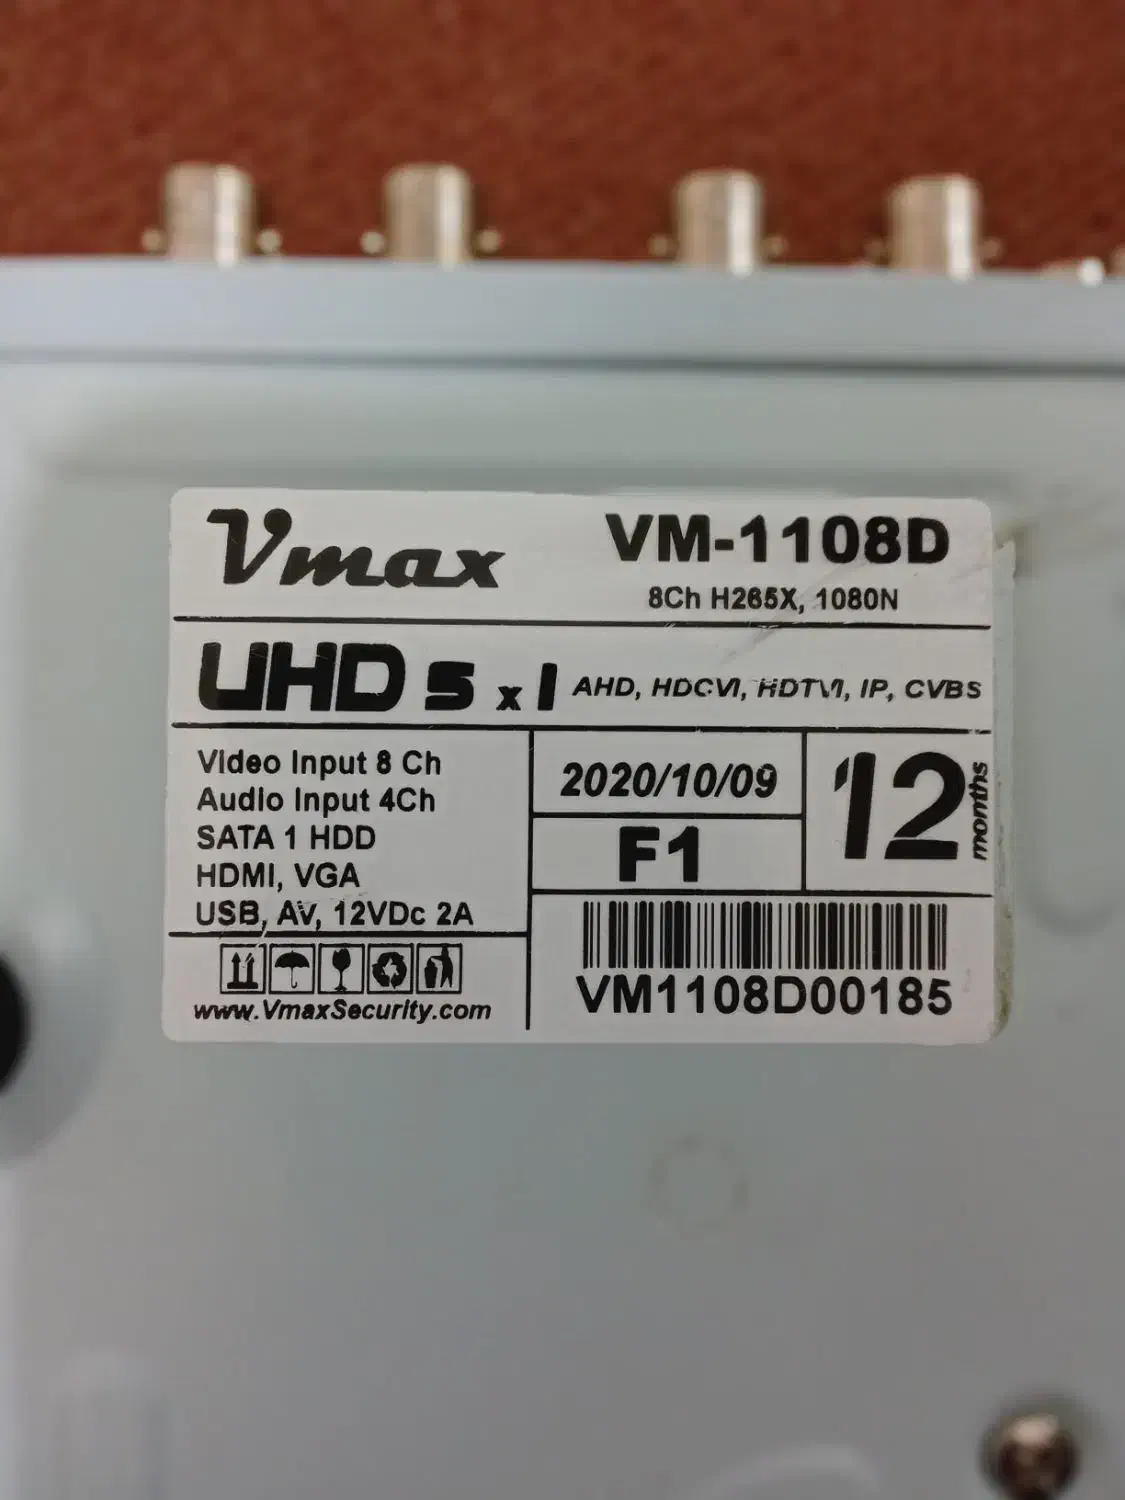 Vmax
VM-1108D
8Ch H265X, 1080N
UHD 5 x 1 AHD, HDCVI, HDTVI, IP, CVBS
Video Input 8 Ch
Audio Input 4Ch
SATA 1 HDD
HDMI, VGA
USB, AV, 12VDc 2A
www.VmaxSecurity.com
2020/10/09
F1
12 months
VM1108D00185